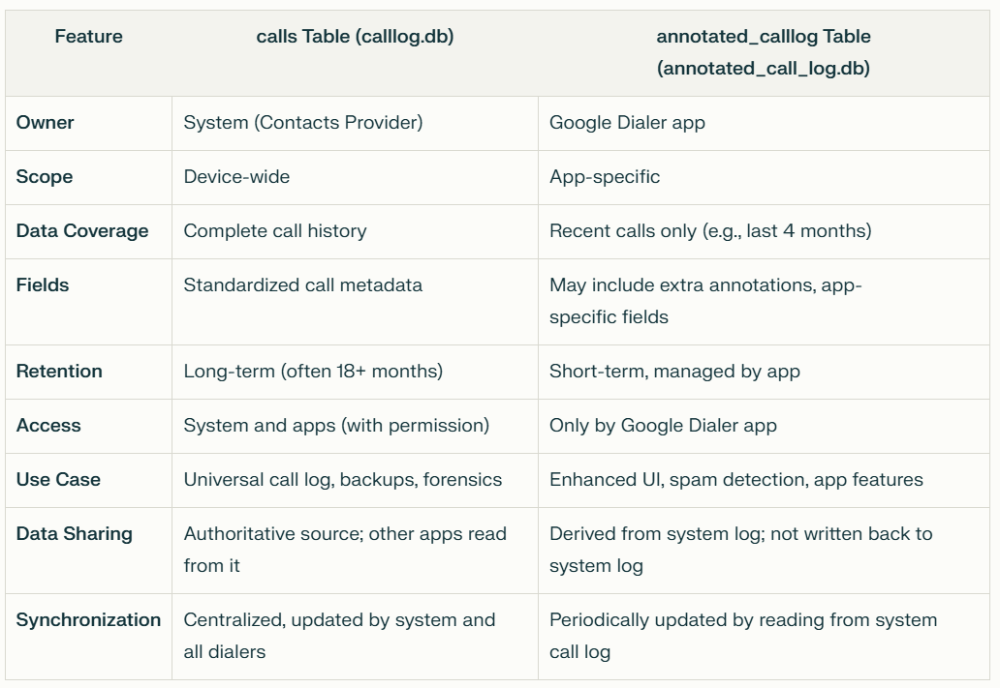 Feature calls Table (calllog.db) annotated_calllog Table
(annotated_call_log.db)
Owner System (Contacts Provider) Google Dialer app
Scope Device-wide App-specific
Data Coverage Complete call history Recent calls only (e.g., last 4 months)
Fields Standardized call metadata May include extra annotations, app-
specific fields
Retention Long-term (often 18+ months) Short-term, managed by app
Access System and apps (with permission) Only by Google Dialer app
Use Case Universal call log, backups, forensics Enhanced UI, spam detection, app features
Data Sharing Authoritative source; other apps read Derived from system log; not written back to
from it system log
Synchronization Centralized, updated by system and Periodically updated by reading from system
all dialers call log